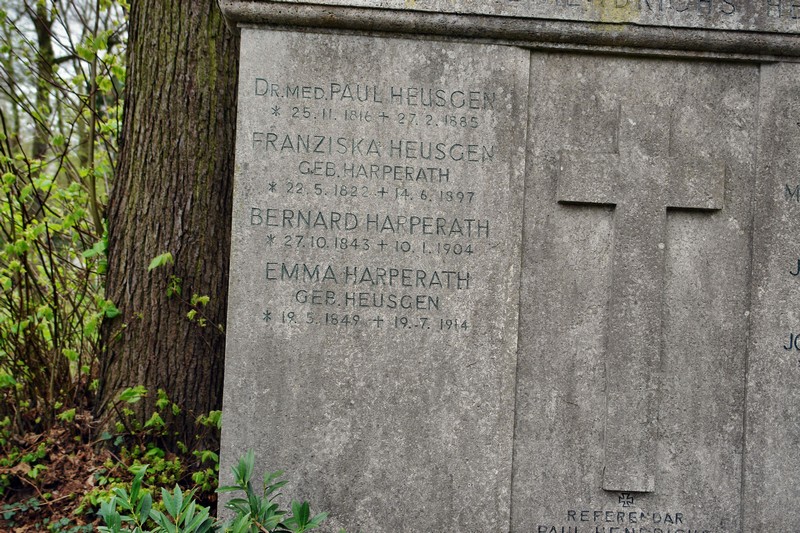 DR. MED. PAUL HEUSGEN
* 25. 11. 1816 + 27. 2. 1885
FRANZISKA HEUSGEN
GEB. HARPERATH
* 22. 5. 1822 + 14. 6. 1897
BERNARD HARPERATH
* 27. 10. 1843 + 10. 1. 1904
EMMA HARPERATH
GEB. HEUSGEN
* 19. 5. 1849 + 19. 7. 1914
REFERENDAR
PAUL HENDRICHS